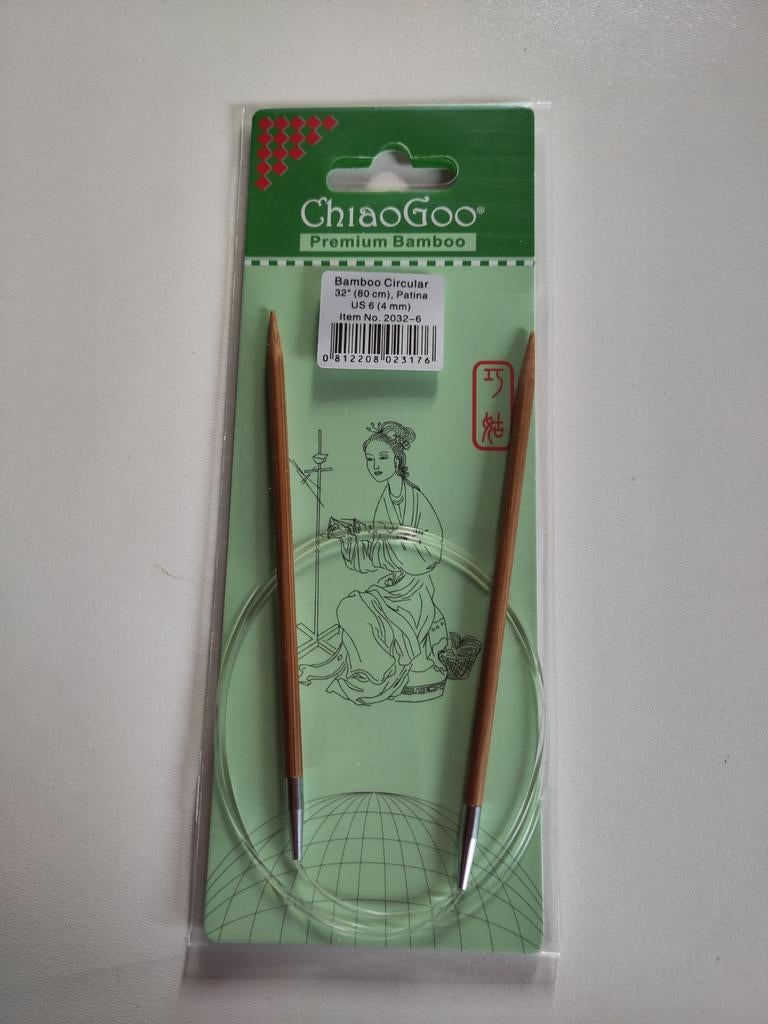 ChiaoGoo®
Premium Bamboo
Bamboo Circular
32" (80 cm), Patina
US 6 (4 mm)
Item No. 2032-6
0 812208 023176
巧
姑